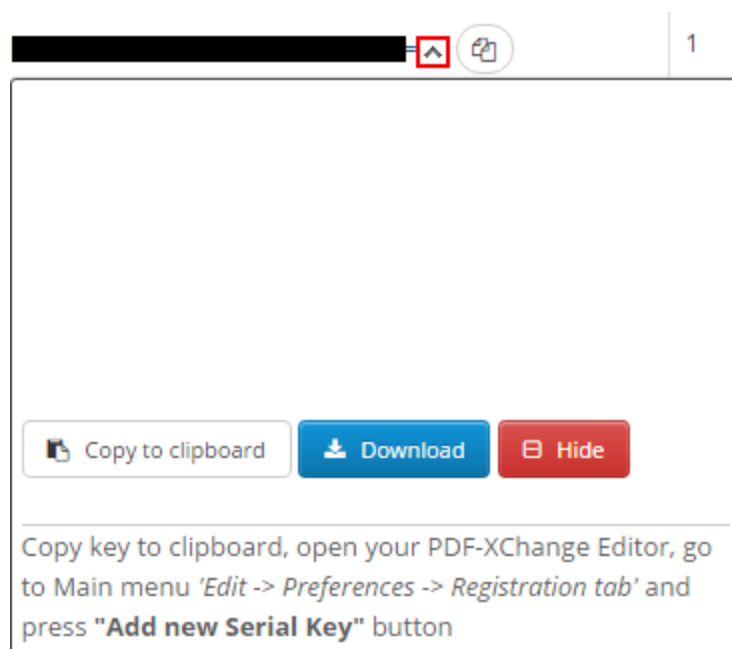 =
1
Copy to clipboard
Download
Hide
Copy key to clipboard, open your PDF-XChange Editor, go
to Main menu 'Edit -> Preferences -> Registration tab' and
press "Add new Serial Key" button